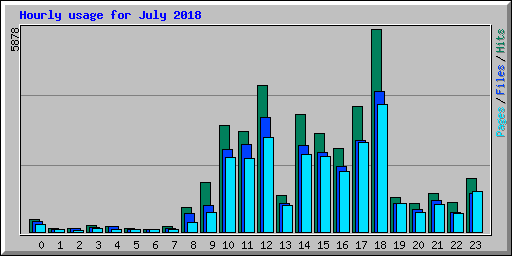 Hourly usage for July 2018
5878
Pages / Files / Hits
0 1 2 3 4 5 6 7 8 9 10 11 12 13 14 15 16 17 18 19 20 21 22 23